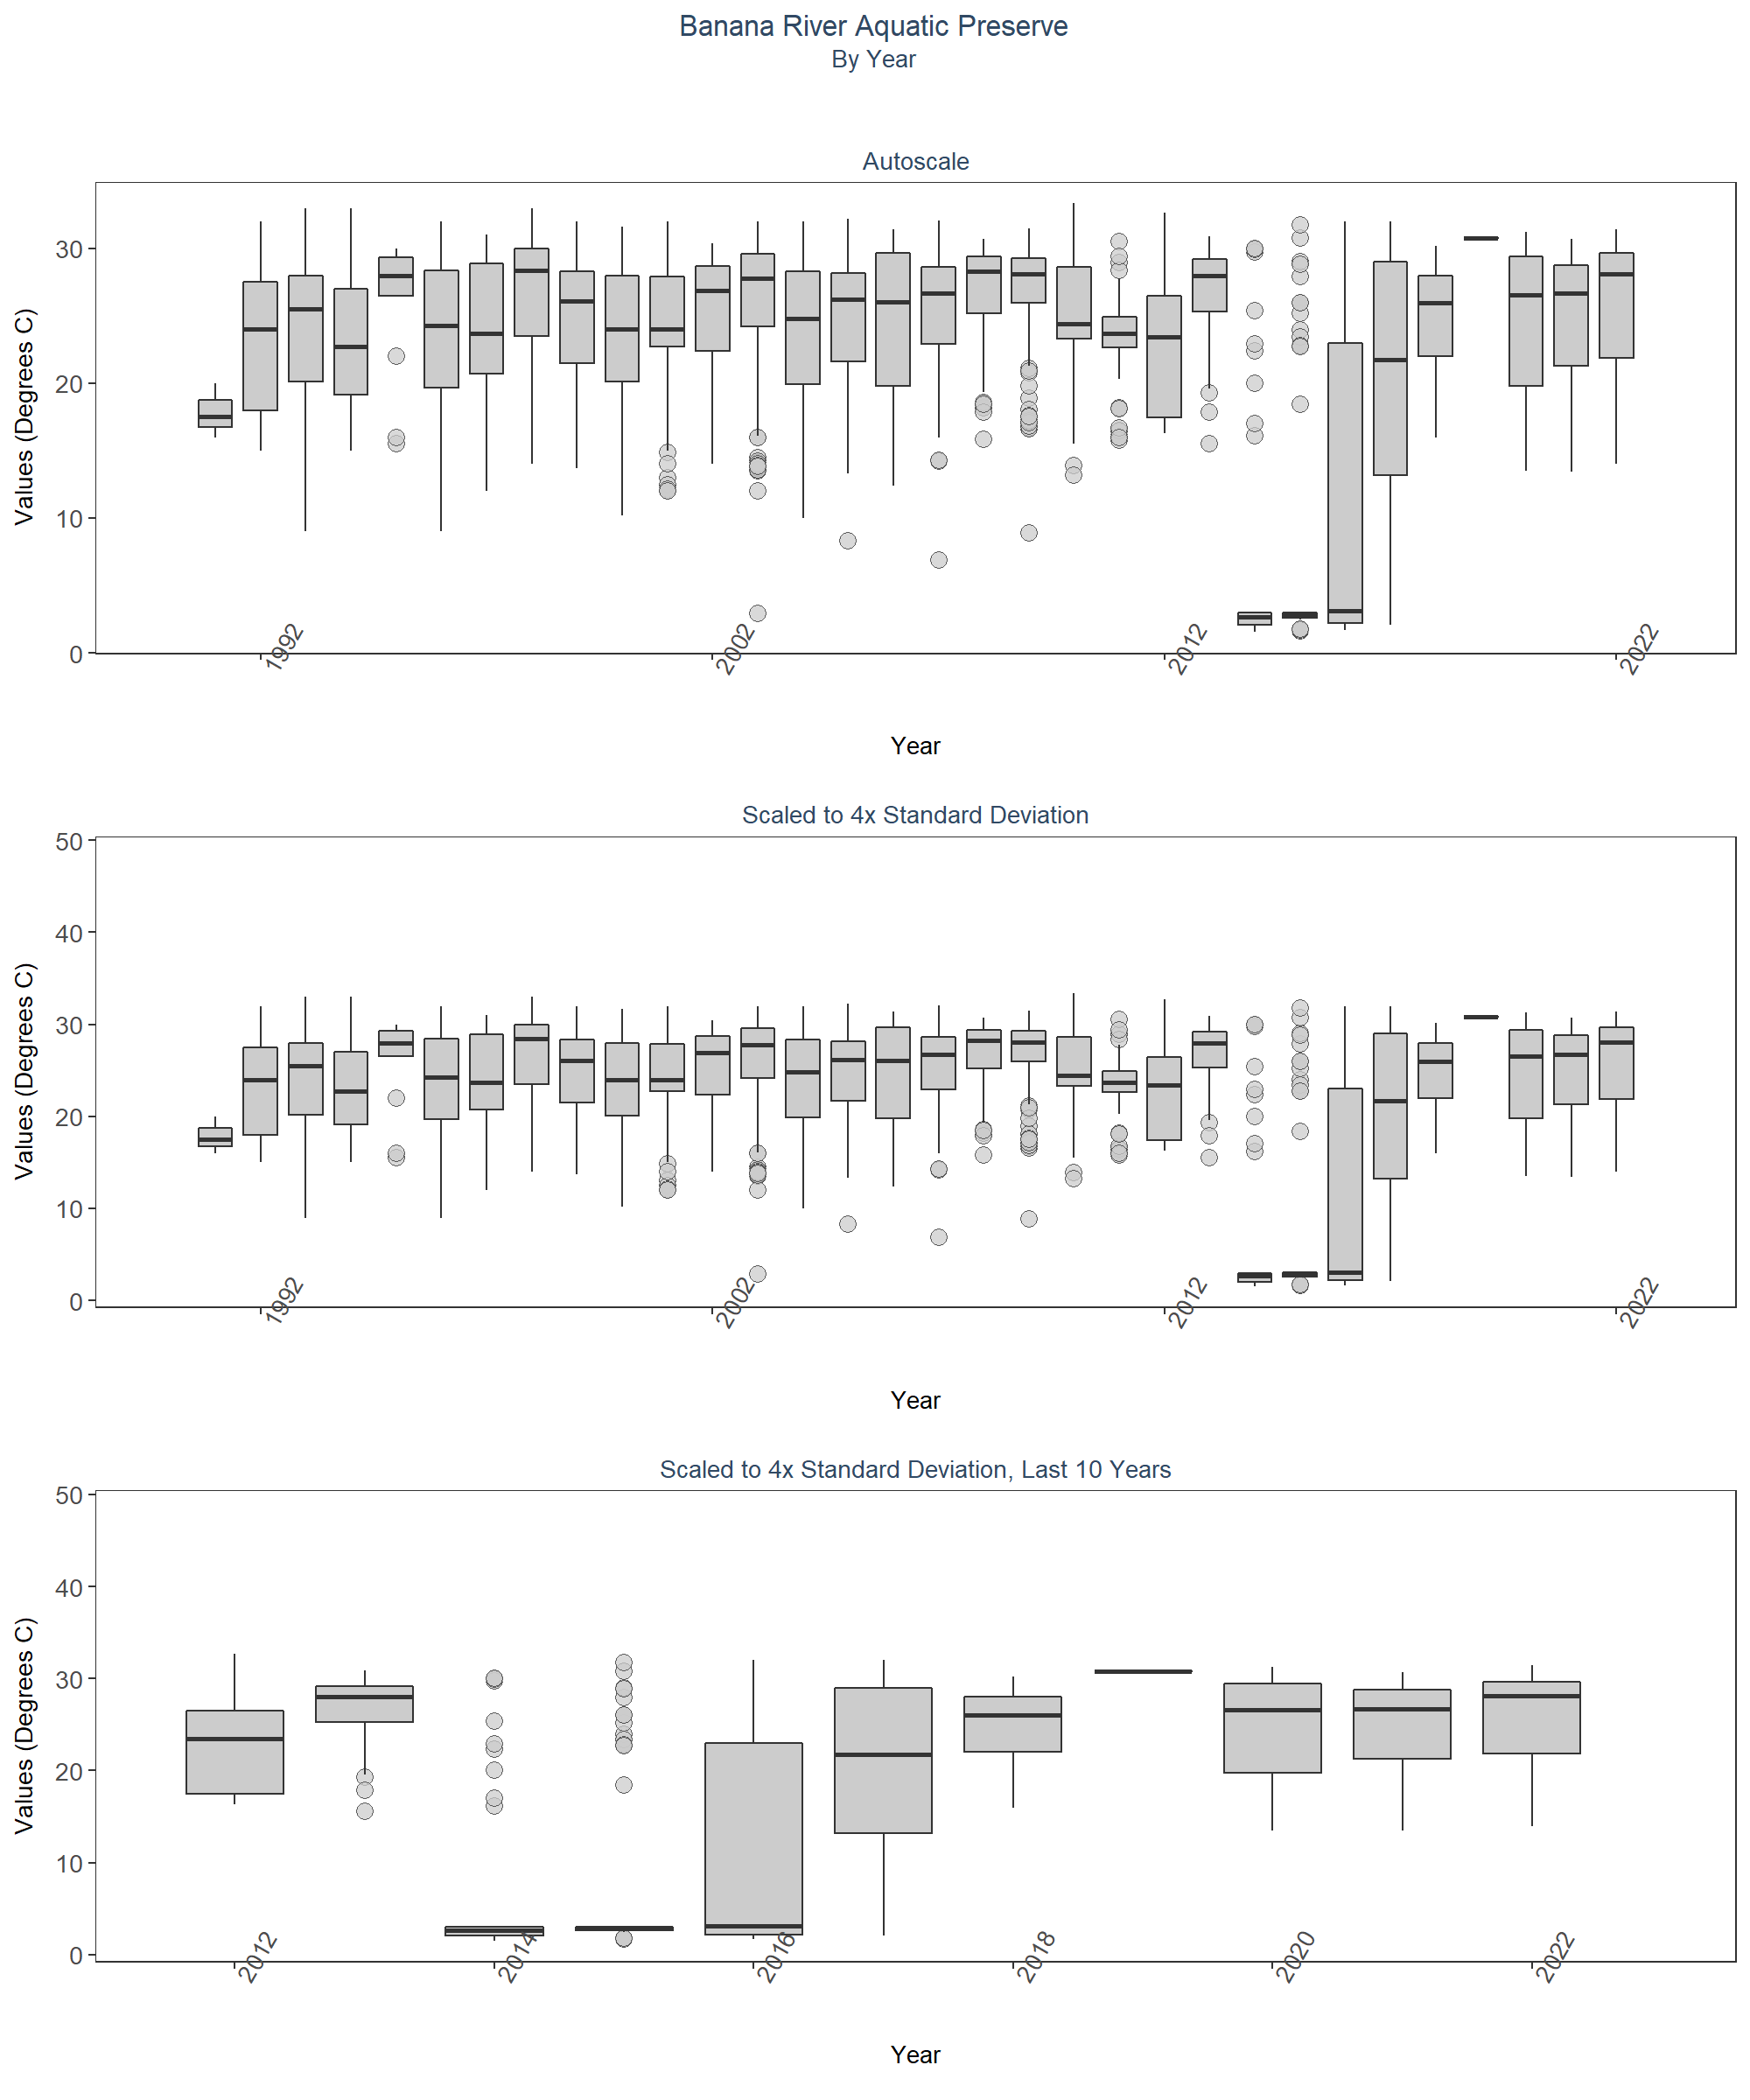 Banana River Aquatic Preserve
By Year
Autoscale
Values (Degrees C)
30
20
10
0
1992
2002
2012
2022
Year
Scaled to 4x Standard Deviation
Values (Degrees C)
50
40
30
20
10
0
1992
2002
2012
2022
Year
Scaled to 4x Standard Deviation, Last 10 Years
Values (Degrees C)
50
40
30
20
10
0
2012
2014
2016
2018
2020
2022
Year